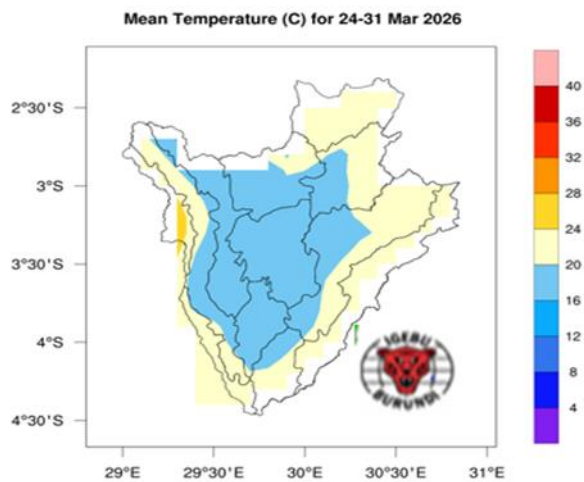 Mean Temperature (C) for 24-31 Mar 2026
2°30'S
3°S
3°30'S
4°S
4°30'S
29°E
29°30'E
30°E
30°30'E
31°E
40
36
32
28
24
20
16
12
8
4
IGEBU
BURUNDI